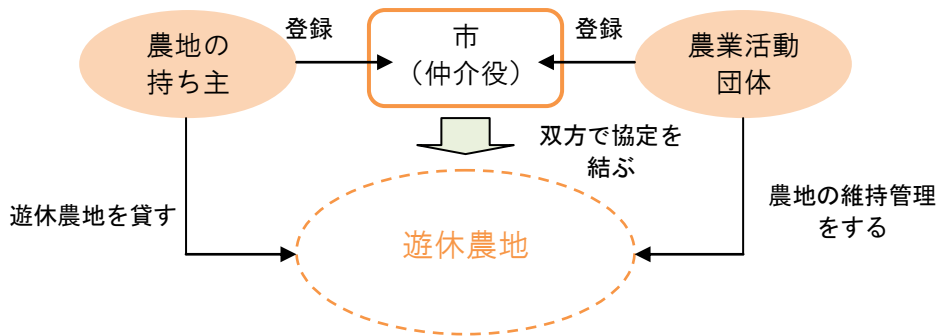 農地の
持ち主
登録
市
（仲介役）
登録
農業活動
団体
双方で協定を
結ぶ
遊休農地を貸す
農地の維持管理
をする
遊休農地